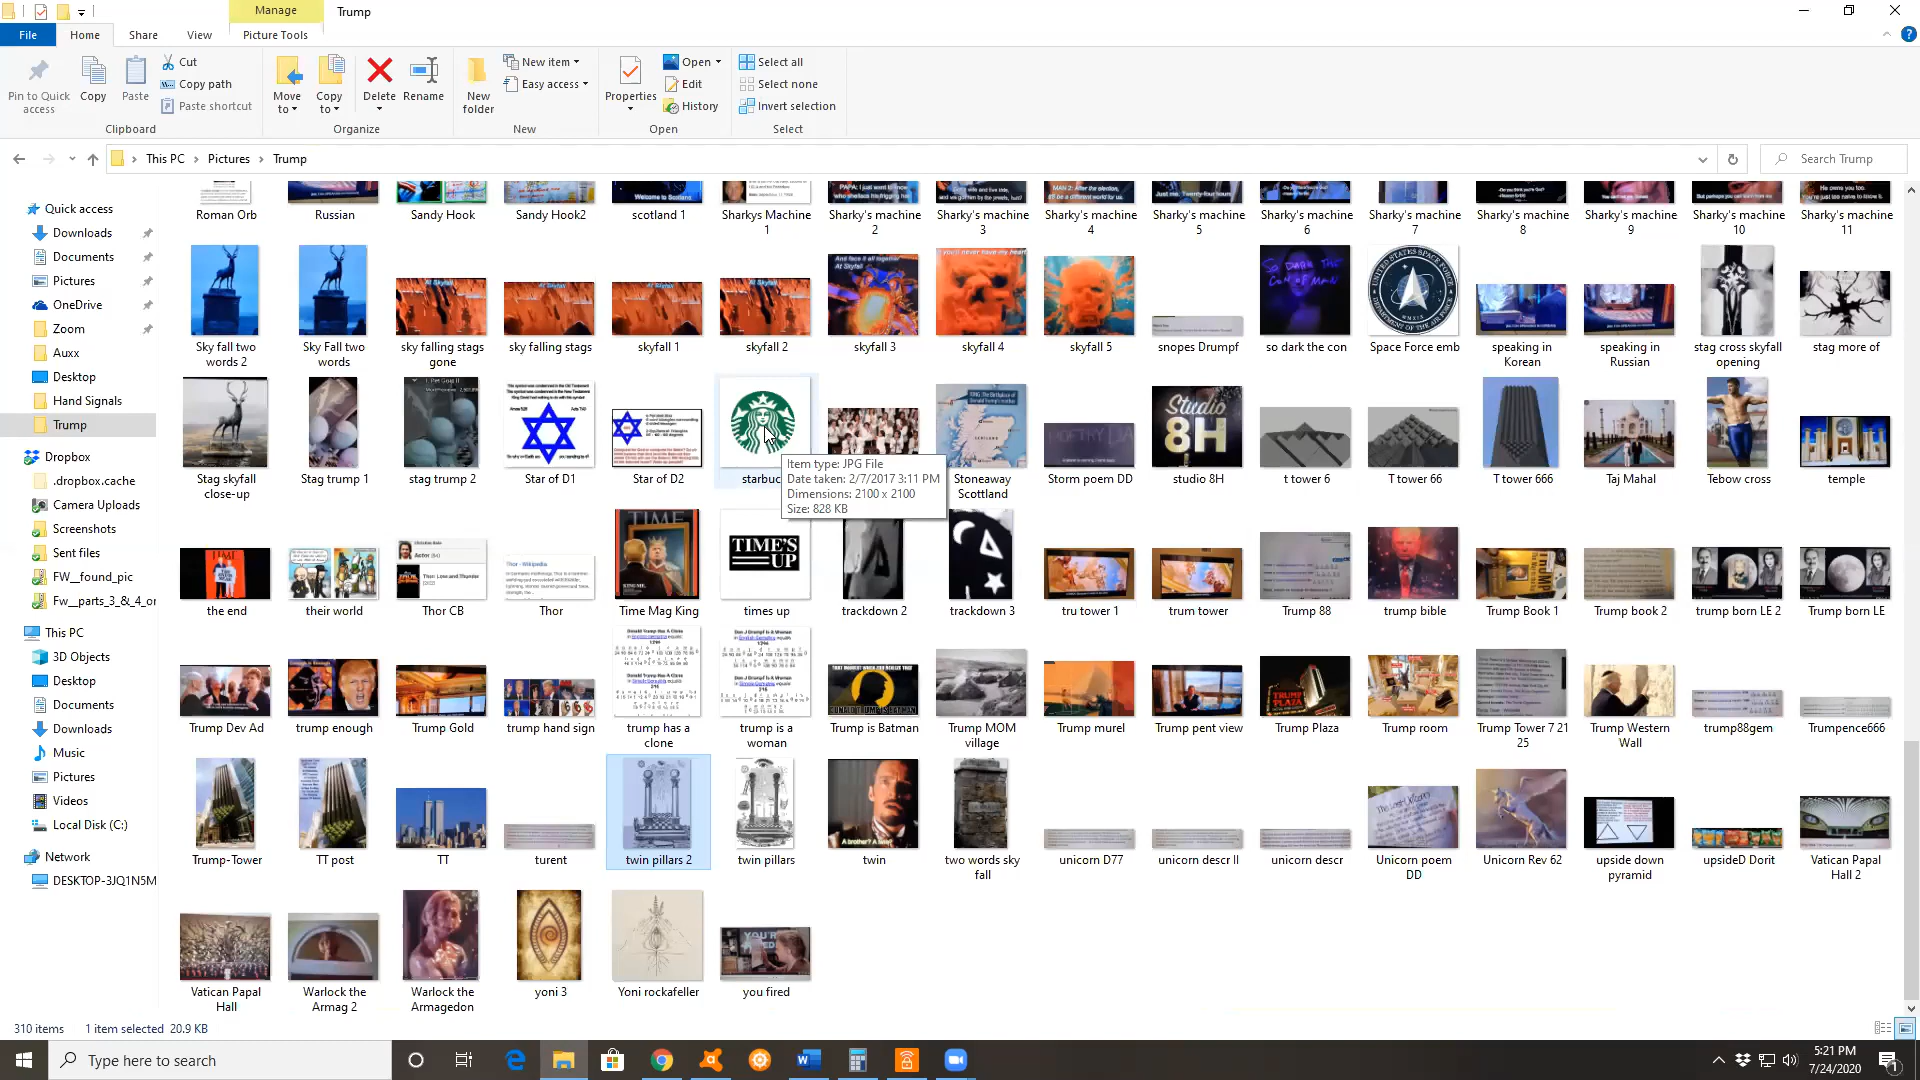 Manage
Trump
File
Home
Share
View
Picture Tools
Pin to Quick access
Copy
Paste
Cut
Copy path
Paste shortcut
Clipboard
Move to
Copy to
Delete
Rename
Organize
New folder
New item
Easy access
New
Properties
Open
Edit
History
Open
Select all
Select none
Invert selection
Select
This PC
Pictures
Trump
Search Trump
Quick access
Downloads
Documents
Pictures
OneDrive
Zoom
Auxx
Desktop
Hand Signals
Trump
Dropbox
.dropbox.cache
Camera Uploads
Screenshots
Sent files
FW__found_pic
Fw__parts_3_&_4_or
This PC
3D Objects
Desktop
Documents
Downloads
Music
Pictures
Videos
Local Disk (C:)
Network
DESKTOP-3JQ1N5M
Welcome to Scotland
Roman Orb
Russian
Sandy Hook
Sandy Hook2
scotland 1
Sharkys Machine 1
Sharky's machine 2
Sharky's machine 3
Sharky's machine 4
Sharky's machine 5
Sharky's machine 6
Sharky's machine 7
Sharky's machine 8
Sharky's machine 9
Sharky's machine 10
Sharky's machine 11
Sky fall two words 2
Sky Fall two words
sky falling stags gone
sky falling stags
skyfall 1
skyfall 2
skyfall 3
skyfall 4
skyfall 5
snopes Drumpf
so dark the con
Space Force emb
speaking in Korean
speaking in Russian
stag cross skyfall opening
stag more of
Stag skyfall close-up
Stag trump 1
stag trump 2
Star of D1
Star of D2
starbuc
Stoneaway Scottland
Storm poem DD
Studio
8H
studio 8H
t tower 6
T tower 66
T tower 666
Taj Mahal
Tebow cross
temple
Item type: JPG File
Date taken: 2/7/2017 3:11 PM
Dimensions: 2100 x 2100
Size: 828 KB
the end
their world
Thor CB
Thor
TIME
Time Mag King
TIME'S
UP
times up
trackdown 2
trackdown 3
tru tower 1
trum tower
Trump 88
trump bible
Trump Book 1
Trump book 2
trump born LE 2
Trump born LE
Trump Dev Ad
trump enough
Trump Gold
trump hand sign
trump has a clone
trump is a woman
Trump is Batman
Trump MOM village
Trump murel
Trump pent view
Trump Plaza
Trump room
Trump Tower 7 21 25
Trump Western Wall
trump88gem
Trumpence666
Trump-Tower
TT post
TT
turent
twin pillars 2
twin pillars
A brother? A twin?
twin
two words sky fall
unicorn D77
unicorn descr II
unicorn descr
Unicorn poem DD
Unicorn Rev 62
upside down pyramid
upsideD Dorit
Vatican Papal Hall 2
Vatican Papal Hall
Warlock the Armag 2
Warlock the Armagedon
yoni 3
Yoni rockafeller
you fired
310 items
1 item selected 20.9 KB
Type here to search
5:21 PM
7/24/2020